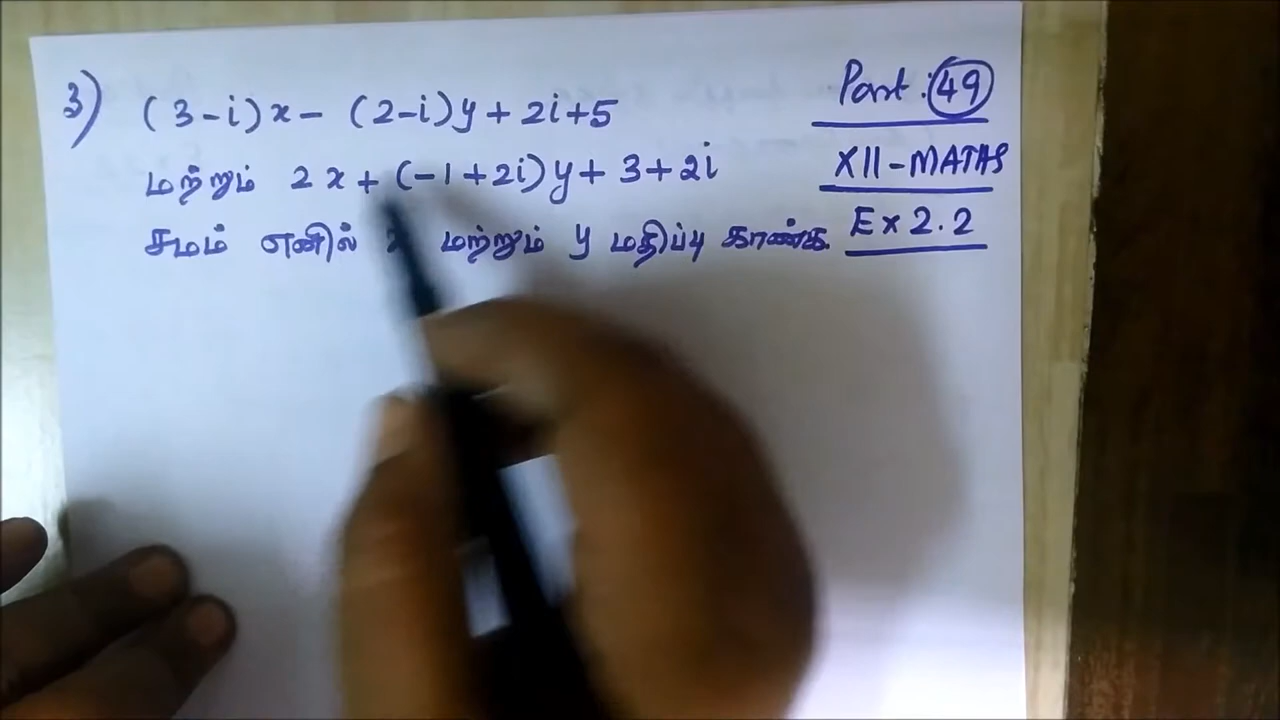 3) (3-i)x - (2-i)y + 2i+5
மற்றும் 2x + (-1+2i)y + 3+2i
சமம் எனில் x மற்றும் y மதிப்பு காண்க.
Part: 49
XII-MATHS
Ex 2.2